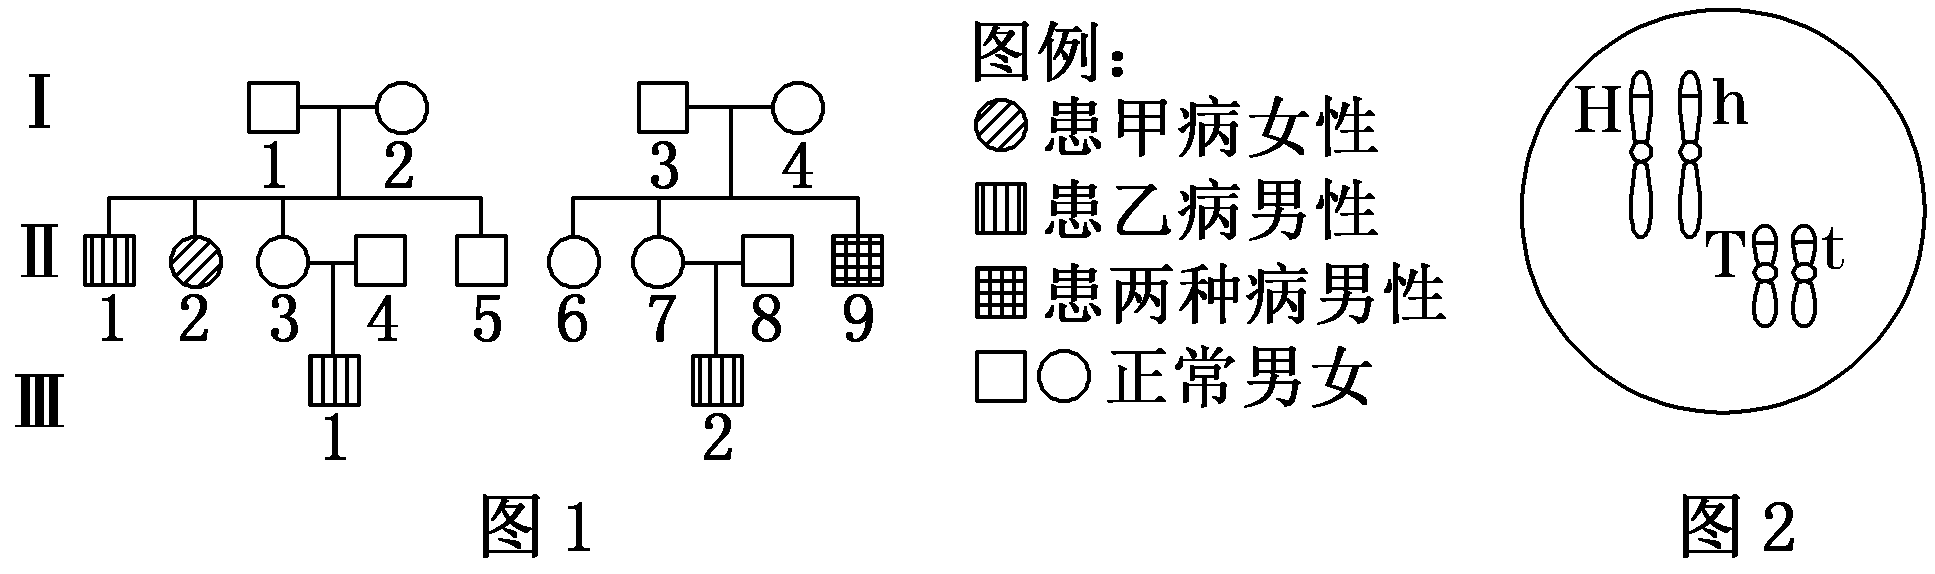 Ⅰ
1 2 3 4
Ⅱ
1 2 3 4 5 6 7 8 9
Ⅲ
1 2
图1
图例:
患甲病女性
患乙病男性
患两种病男性
正常男女
H h
T t
图2